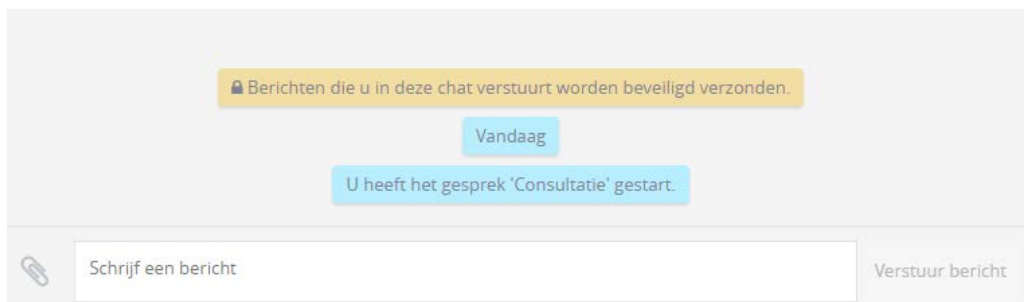 Berichten die u in deze chat verstuurt worden beveiligd verzonden.
Vandaag
U heeft het gesprek 'Consultatie' gestart.
Schrijf een bericht
Verstuur bericht